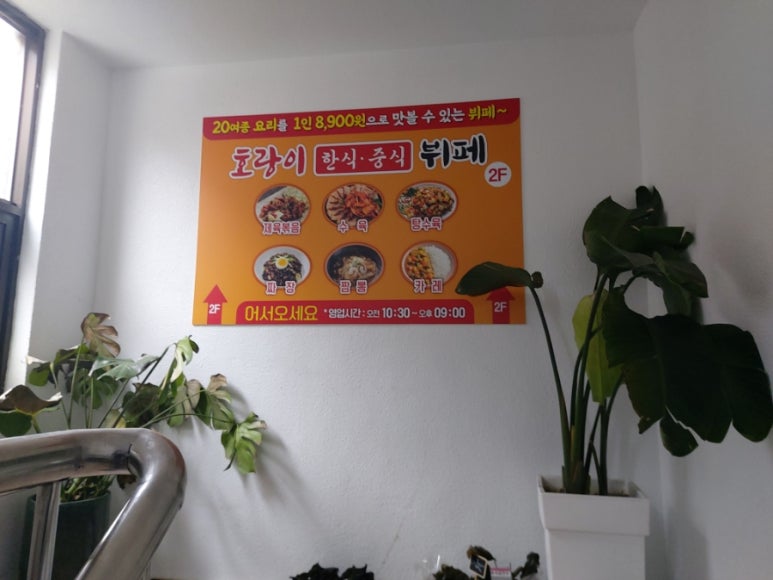 20여종 요리를 1인 8,900원으로 맛볼 수 있는 뷔페~
호랑이 한식·중식 뷔페
2F
제육볶음 수육 탕수육
짜장 짬뽕 카레
2F 어서오세요 *영업시간 : 오전 10:30 ~ 오후 09:00 2F